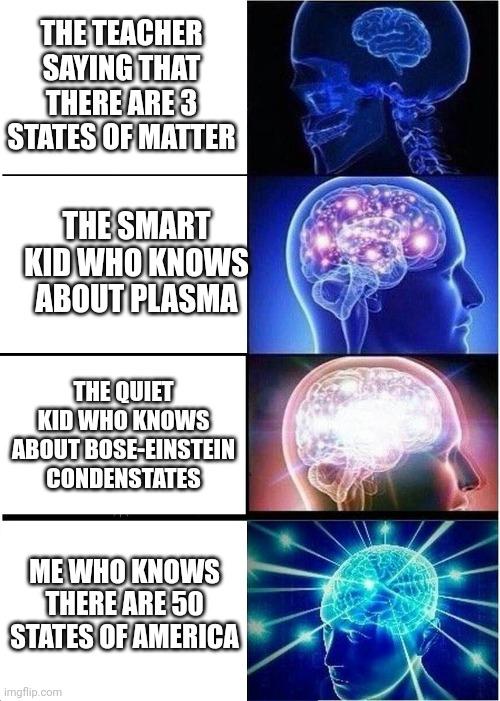 THE TEACHER
SAYING THAT
THERE ARE 3
STATES OF MATTER
THE SMART
KID WHO KNOWS
ABOUT PLASMA
THE QUIET
KID WHO KNOWS
ABOUT BOSE-EINSTEIN
CONDENSTATES
ME WHO KNOWS
THERE ARE 50
STATES OF AMERICA
imgflip.com